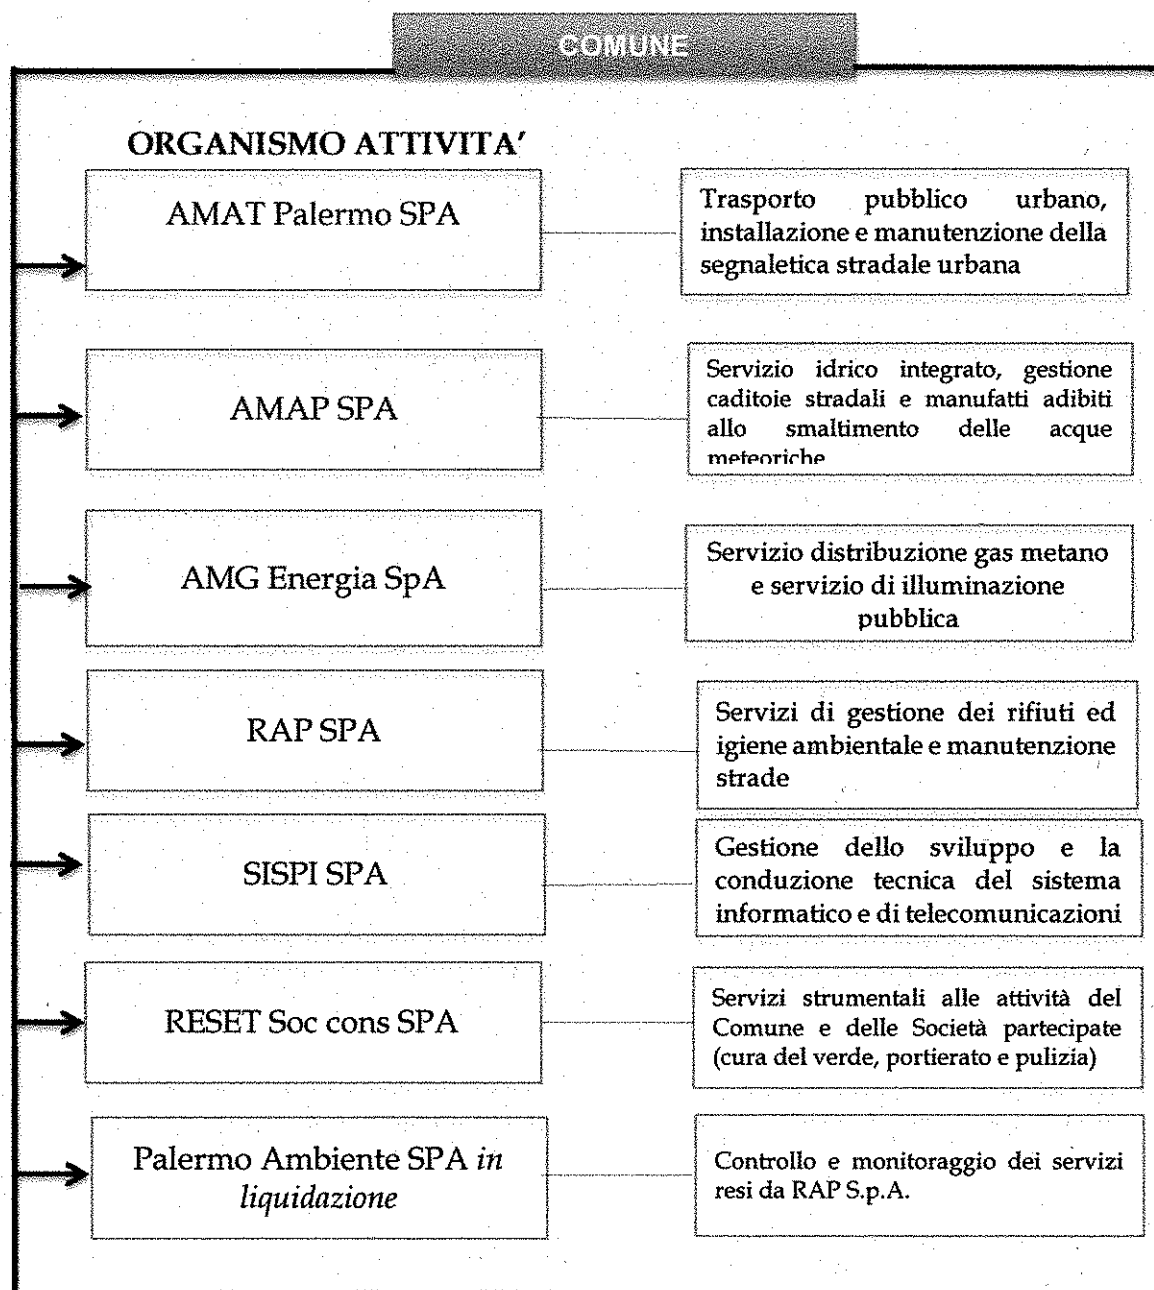 COMUNE
ORGANISMO ATTIVITA’
AMAT Palermo SPA
Trasporto pubblico urbano,
installazione e manutenzione della
segnaletica stradale urbana
AMAP SPA
Servizio idrico integrato, gestione
caditoie stradali e manufatti adibiti
allo smaltimento delle acque
meteoriche
AMG Energia SpA
Servizio distribuzione gas metano
e servizio di illuminazione
pubblica
RAP SPA
Servizi di gestione dei rifiuti ed
igiene ambientale e manutenzione
strade
SISPI SPA
Gestione dello sviluppo e la
conduzione tecnica del sistema
informatico e di telecomunicazioni
RESET Soc cons SPA
Servizi strumentali alle attività del
Comune e delle Società partecipate
(cura del verde, portierato e pulizia)
Palermo Ambiente SPA in
liquidazione
Controllo e monitoraggio dei servizi
resi da RAP S.p.A.